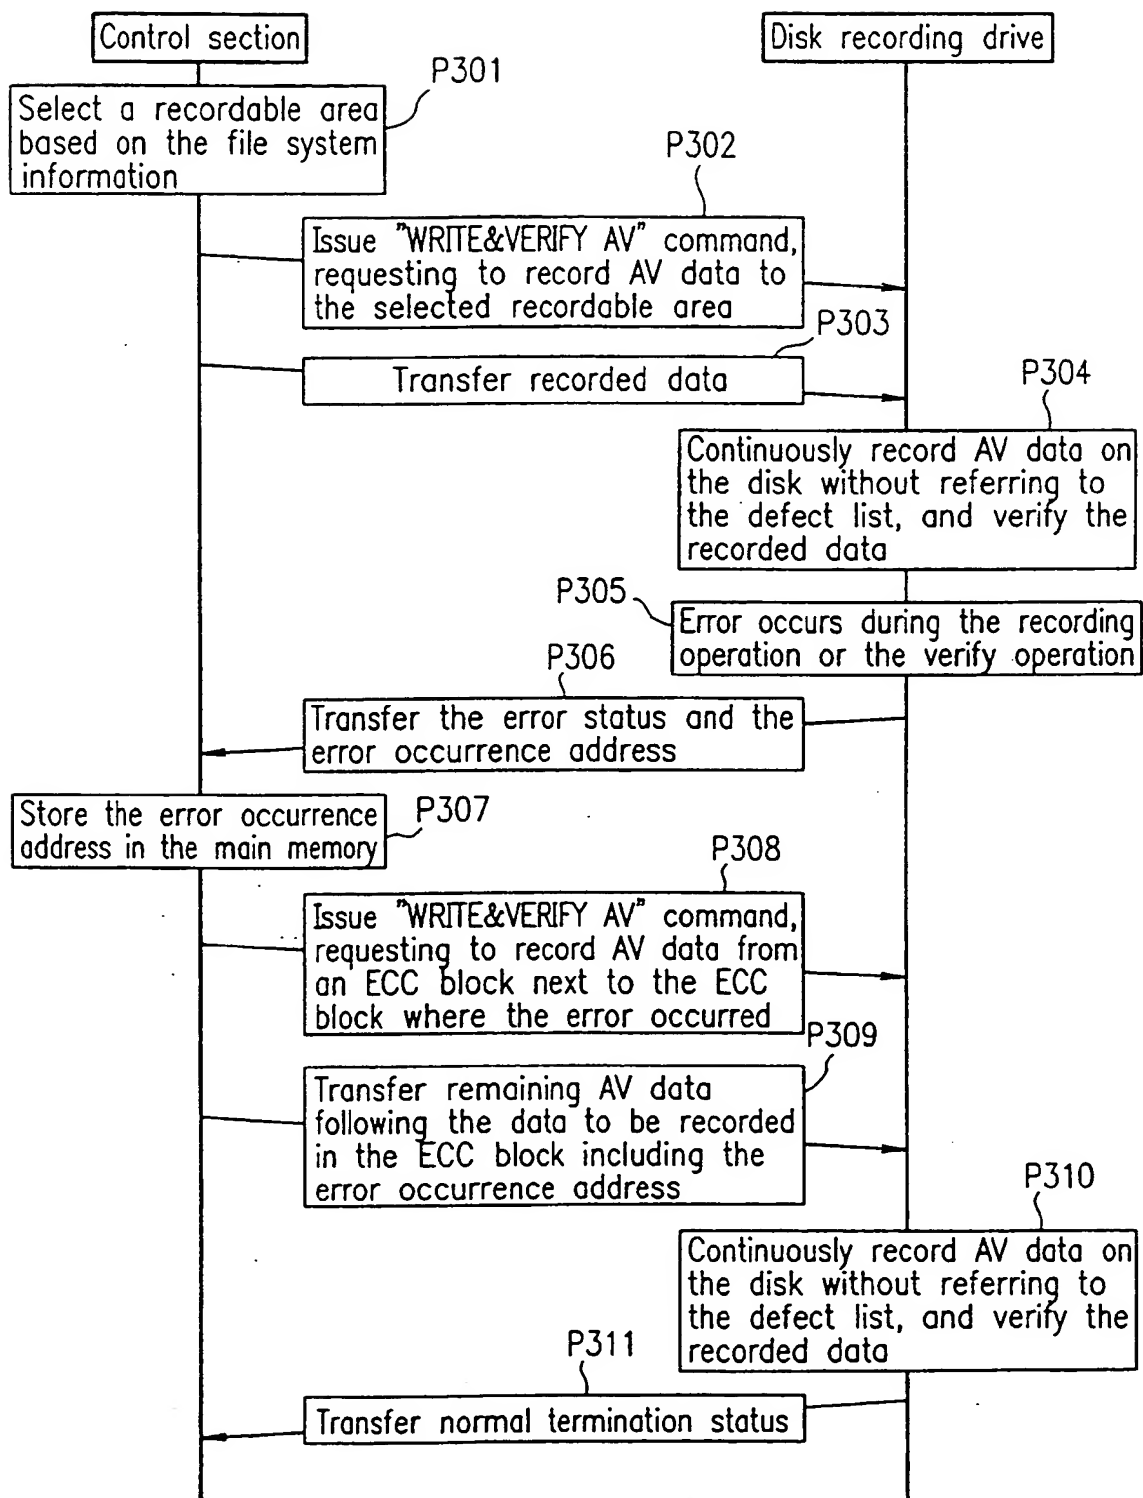 Control section
Disk recording drive
P301
Select a recordable area
based on the file system
information
P302
Issue "WRITE&VERIFY AV" command,
requesting to record AV data to
the selected recordable area
P303
Transfer recorded data
P304
Continuously record AV data on
the disk without referring to
the defect list, and verify the
recorded data
P305
Error occurs during the recording
operation or the verify operation
P306
Transfer the error status and the
error occurrence address
P307
Store the error occurrence
address in the main memory
P308
Issue "WRITE&VERIFY AV" command,
requesting to record AV data from
an ECC block next to the ECC
block where the error occurred
P309
Transfer remaining AV data
following the data to be recorded
in the ECC block including the
error occurrence address
P310
Continuously record AV data on
the disk without referring to
the defect list, and verify the
recorded data
P311
Transfer normal termination status